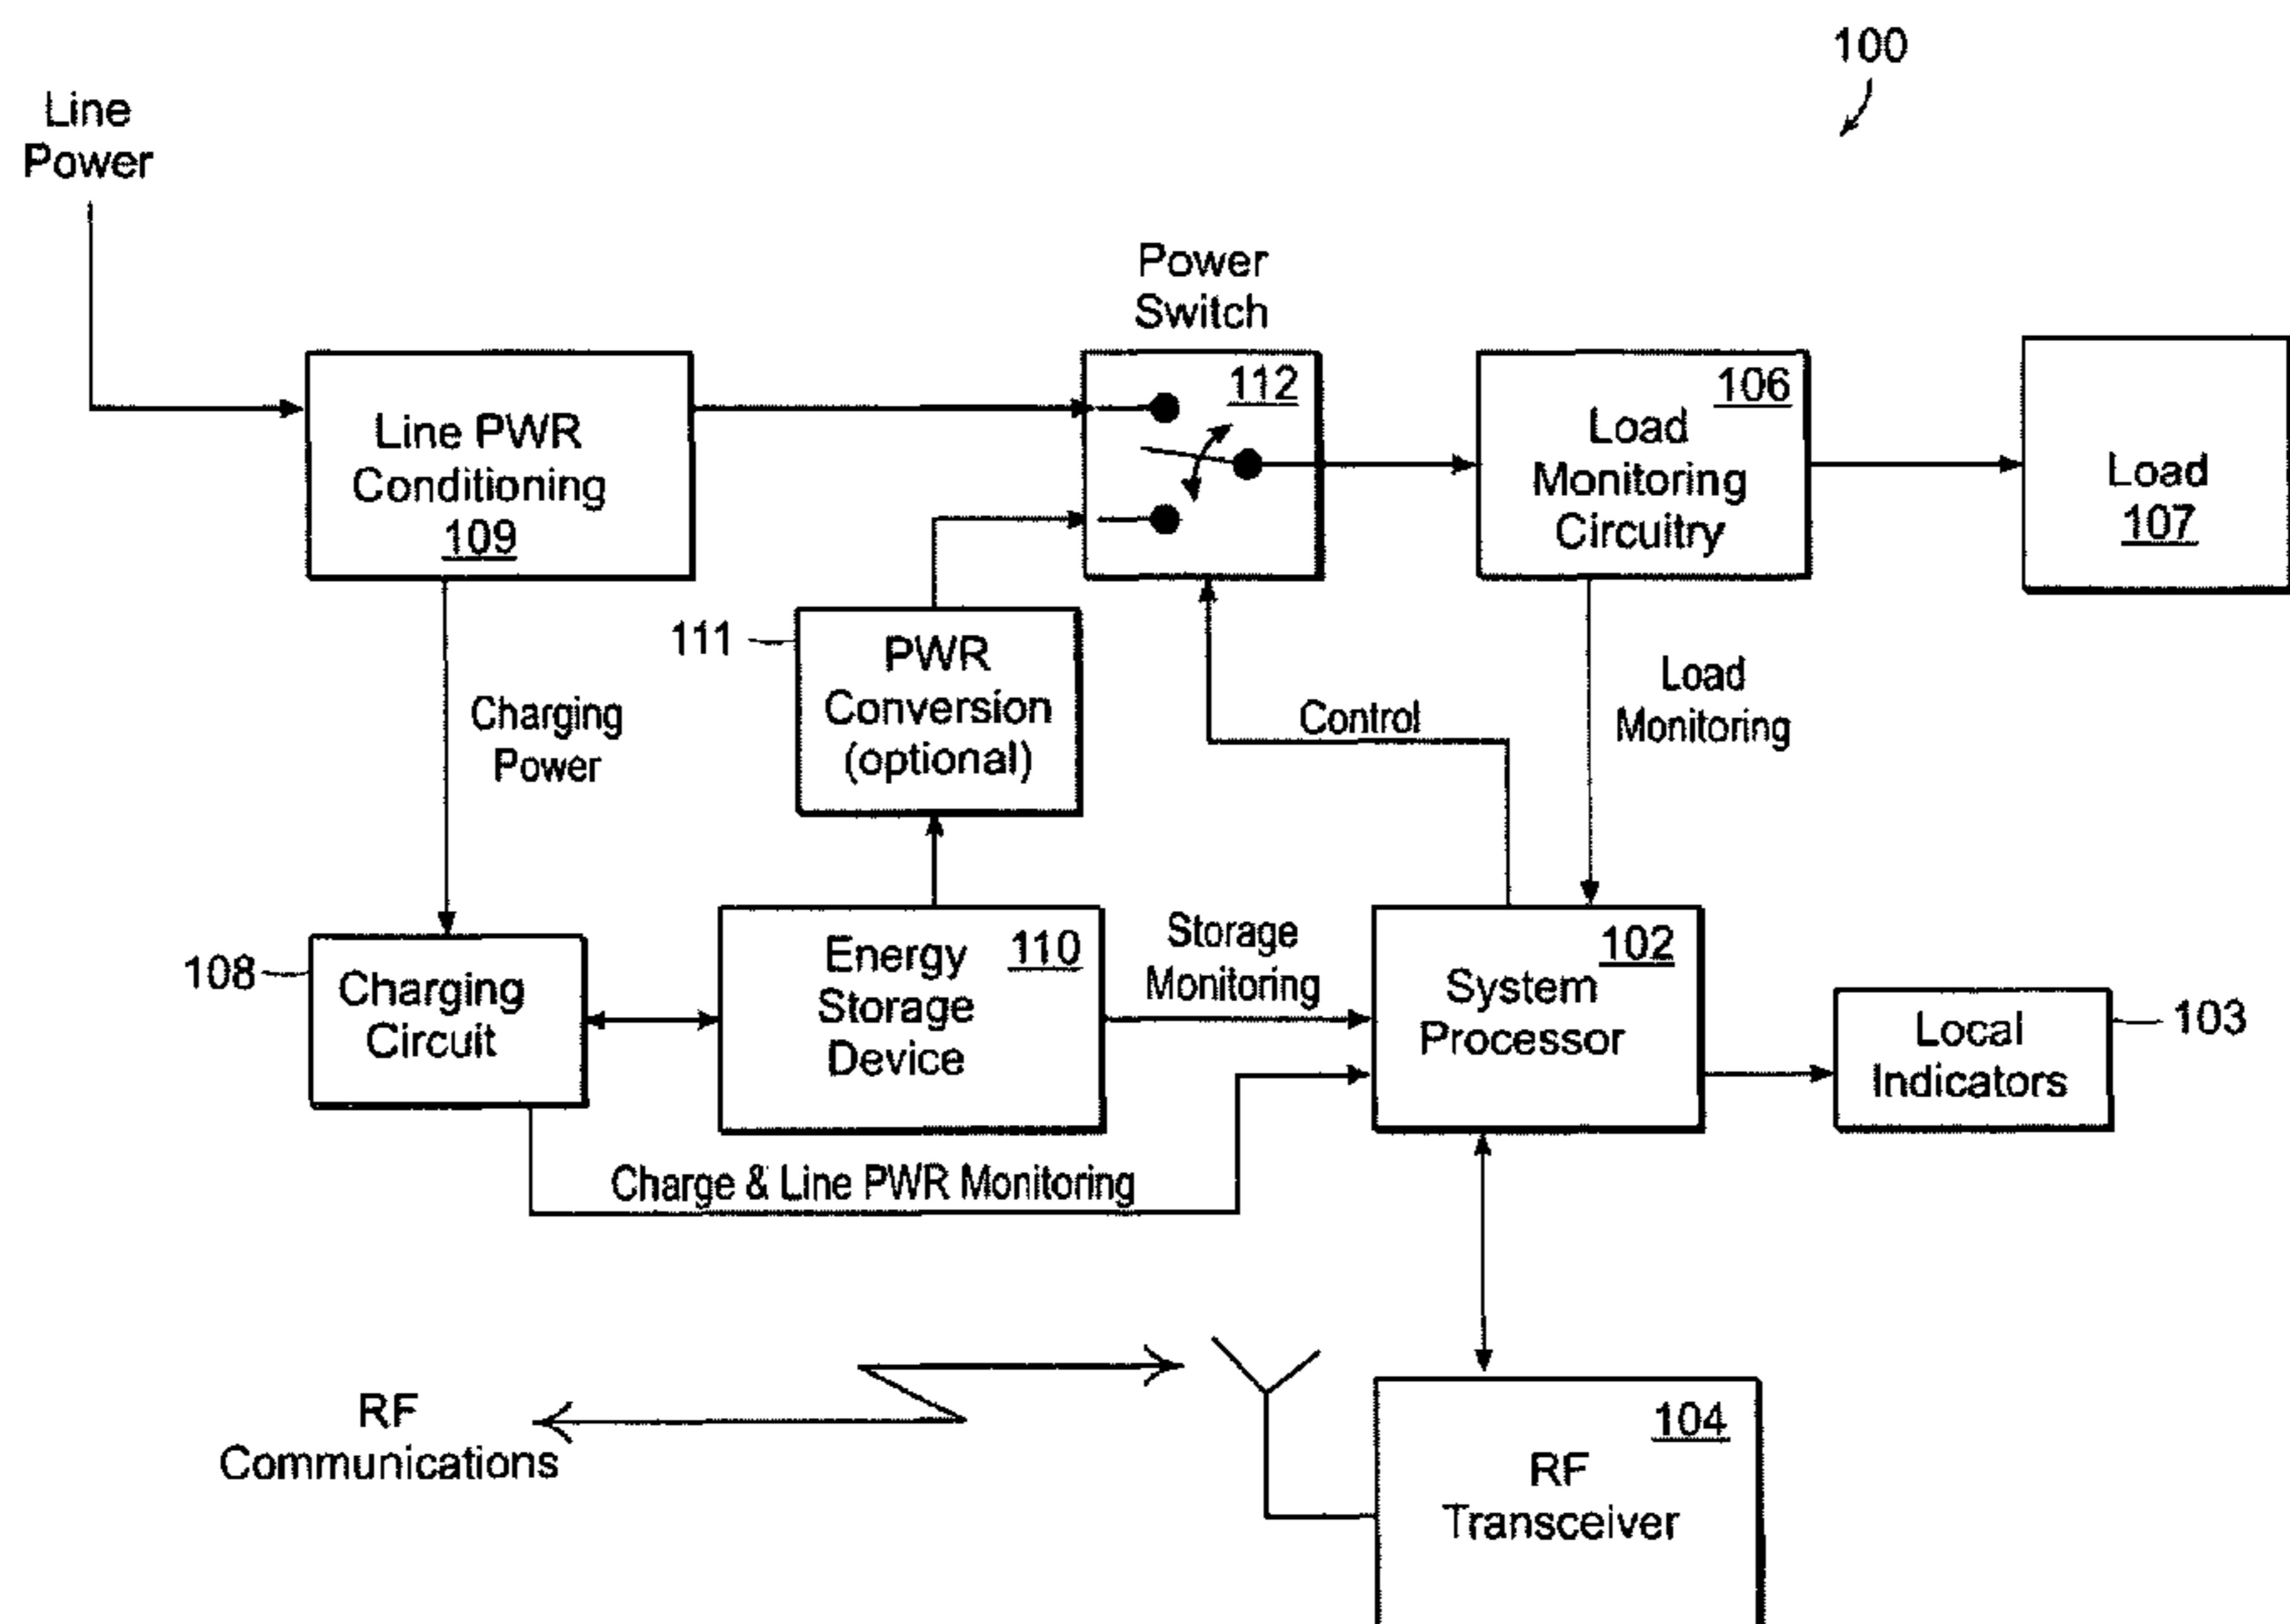 100
Line
Power
Power
Switch
Line PWR
Conditioning
109
112
106
Load
Monitoring
Circuitry
Load
107
111
PWR
Conversion
(optional)
Charging
Power
Control
Load
Monitoring
108
Charging
Circuit
110
Energy
Storage
Device
Storage
Monitoring
102
System
Processor
Local
Indicators
103
Charge & Line PWR Monitoring
RF
Communications
104
RF
Transceiver